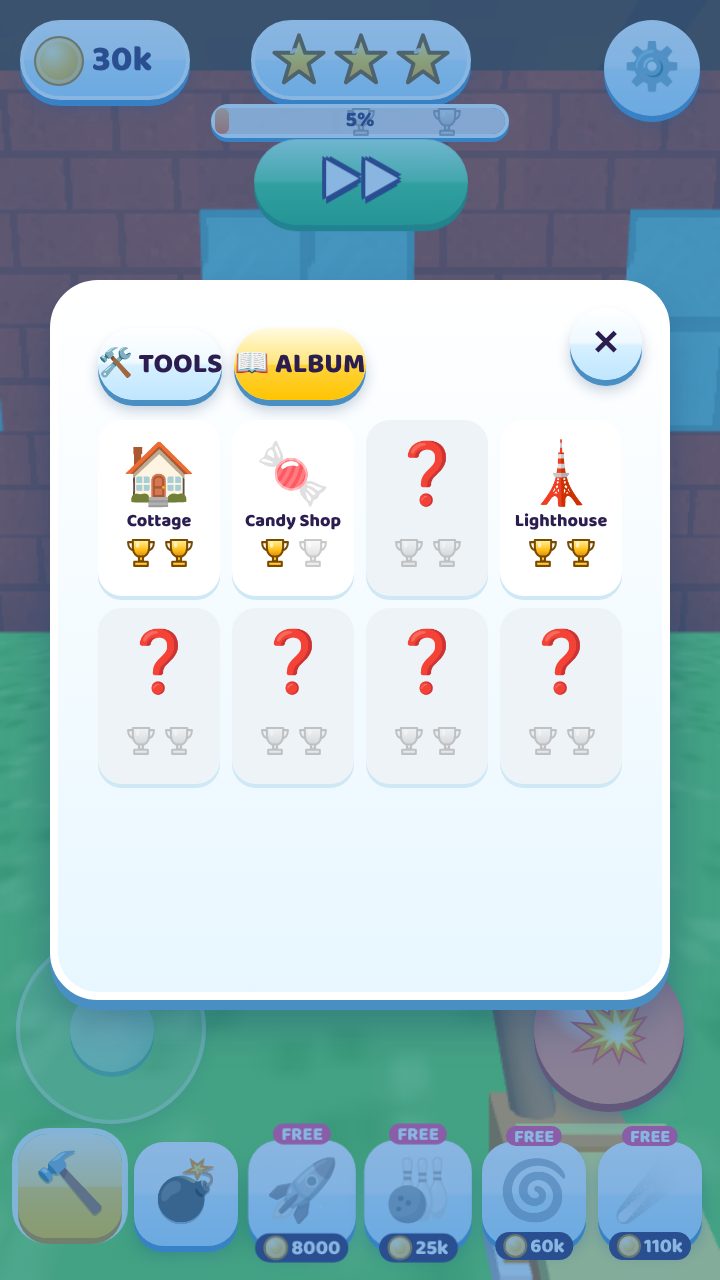 30k
5%
TOOLS
ALBUM
Cottage
Candy Shop
Lighthouse
FREE
FREE
FREE
FREE
8000
25k
60k
110k